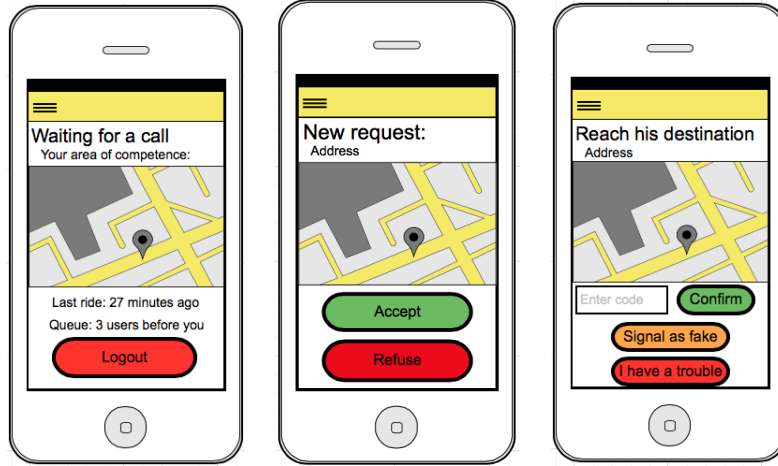 Waiting for a call
Your area of competence:
Last ride: 27 minutes ago
Queue: 3 users before you
Logout
New request:
Address
Accept
Refuse
Reach his destination
Address
Enter code
Confirm
Signal as fake
I have a trouble